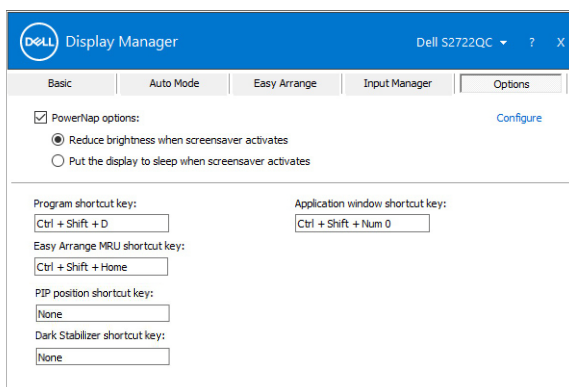 DELL Display Manager Dell S2722QC ? X
Basic Auto Mode Easy Arrange Input Manager Options
PowerNap options: Configure
Reduce brightness when screensaver activates
Put the display to sleep when screensaver activates
Program shortcut key: Application window shortcut key:
Ctrl + Shift + D Ctrl + Shift + Num 0
Easy Arrange MRU shortcut key:
Ctrl + Shift + Home
PIP position shortcut key:
None
Dark Stabilizer shortcut key:
None